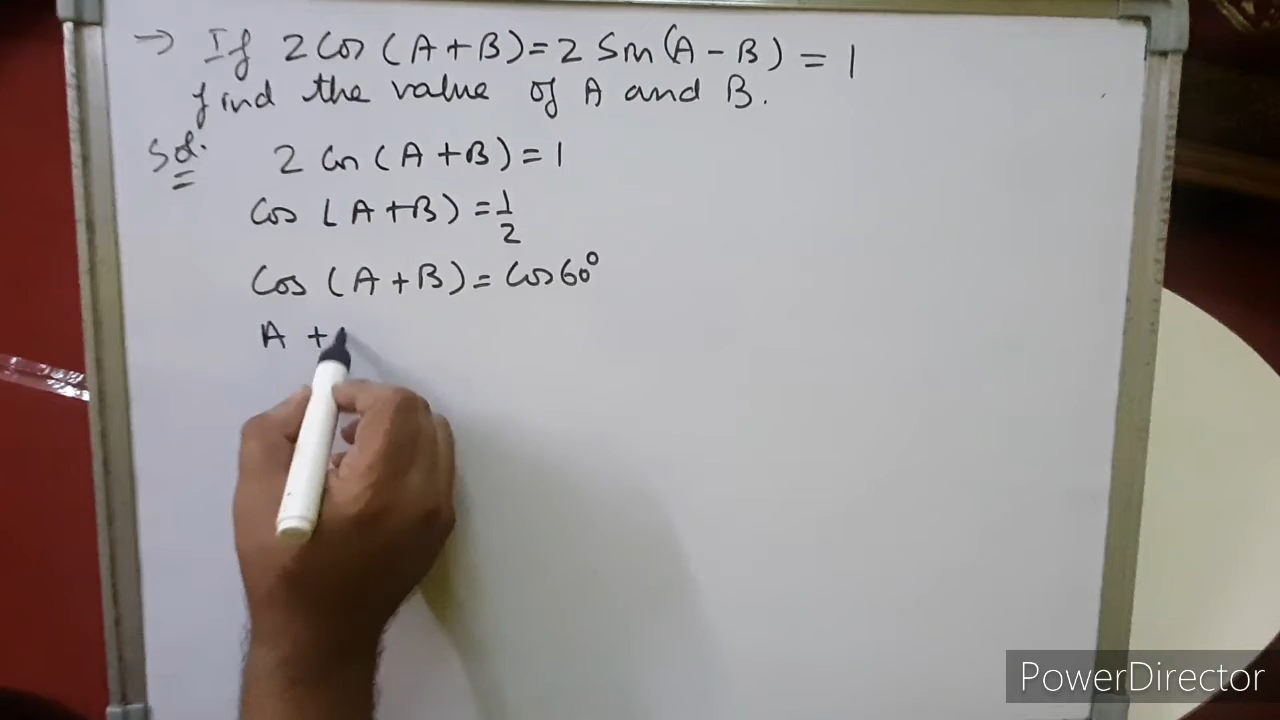 → If 2 Cos (A + B) = 2 Sin (A - B) = 1
find the value of A and B.
Sol. 2 Cos (A + B) = 1
Cos (A + B) = 1/2
Cos (A + B) = Cos 60°
A +
PowerDirector